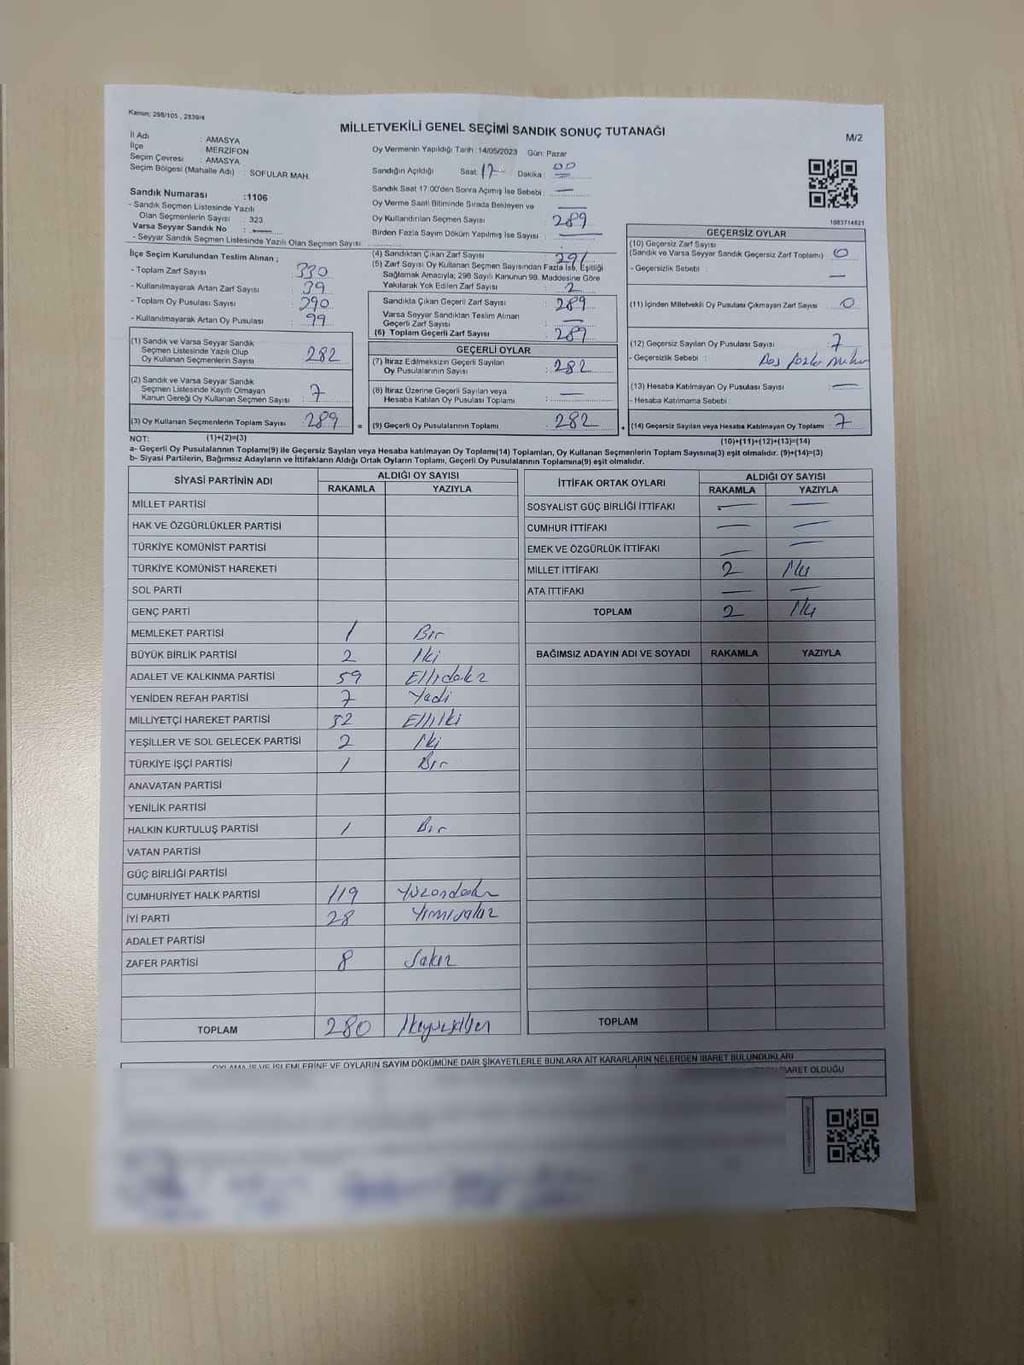 Kanun: 298/105 , 2839/4
MİLLETVEKİLİ GENEL SEÇİMİ SANDIK SONUÇ TUTANAĞI
M/2
İl Adı : AMASYA
İlçe : MERZİFON
Seçim Çevresi : AMASYA
Seçim Bölgesi (Mahalle Adı) : SOFULAR MAH.
Sandık Numarası :1106
- Sandık Seçmen Listesinde Yazılı
Olan Seçmenlerin Sayısı : 323
Varsa Seyyar Sandık No :
- Seyyar Sandık Seçmen Listesinde Yazılı Olan Seçmen Sayısı :
Oy Vermenin Yapıldığı Tarih :14/05/2023 Gün: Pazar
Sandığın Açıldığı Saat : 17 Dakika : 00
Sandık Saat 17:00'den Sonra Açılmış İse Sebebi : —
Oy Verme Saati Bitiminde Sırada Bekleyen ve —
Oy Kullandırılan Seçmen Sayısı : 289
Birden Fazla Sayım Döküm Yapılmış İse Sayısı : —
1083714621
İlçe Seçim Kurulundan Teslim Alınan ;
- Toplam Zarf Sayısı : 330
- Kullanılmayarak Artan Zarf Sayısı : 39
- Toplam Oy Pusulası Sayısı : 290
- Kullanılmayarak Artan Oy Pusulası : 99
(1) Sandık ve Varsa Seyyar Sandık
Seçmen Listesinde Yazılı Olup
Oy Kullanan Seçmenlerin Sayısı : 282
(2) Sandık ve Varsa Seyyar Sandık
Seçmen Listesinde Kayıtlı Olmayan
Kanun Gereği Oy Kullanan Seçmen Sayısı : 7
(3) Oy Kullanan Seçmenlerin Toplam Sayısı : 289
(4) Sandıktan Çıkan Zarf Sayısı : 291
(5) Zarf Sayısı Oy Kullanan Seçmen Sayısından Fazla İse, Eşitliği
Sağlamak Amacıyla; 298 Sayılı Kanunun 98. Maddesine Göre
Yakılarak Yok Edilen Zarf Sayısı : 2
Sandıkta Çıkan Geçerli Zarf Sayısı : 289
Varsa Seyyar Sandıktan Teslim Alınan
Geçerli Zarf Sayısı : —
(6) Toplam Geçerli Zarf Sayısı : 289
GEÇERLİ OYLAR
(7) İtiraz Edilmeksizin Geçerli Sayılan
Oy Pusulalarının Sayısı : 282
(8) İtiraz Üzerine Geçerli Sayılan veya
Hesaba Katılan Oy Pusulası Toplamı : —
= (9) Geçerli Oy Pusulalarının Toplamı : 282
GEÇERSİZ OYLAR
(10) Geçersiz Zarf Sayısı
(Sandık ve Varsa Seyyar Sandık Geçersiz Zarf Toplamı) : 0
- Geçersizlik Sebebi : —
(11) İçinden Milletvekili Oy Pusulası Çıkmayan Zarf Sayısı : 0
(12) Geçersiz Sayılan Oy Pusulası Sayısı : 7
- Geçersizlik Sebebi : fazla mühür
(13) Hesaba Katılmayan Oy Pusulası Sayısı : —
- Hesaba Katılmama Sebebi :
+ (14) Geçersiz Sayılan veya Hesaba Katılmayan Oy Toplamı : 7
NOT: (1)+(2)=(3)
(10)+(11)+(12)+(13)=(14)
a- Geçerli Oy Pusulalarının Toplamı(9) ile Geçersiz Sayılan veya Hesaba katılmayan Oy Toplamı(14) Toplamları, Oy Kullanan Seçmenlerin Toplam Sayısına(3) eşit olmalıdır. (9)+(14)=(3)
b- Siyasi Partilerin, Bağımsız Adayların ve İttifakların Aldığı Ortak Oyların Toplamı, Geçerli Oy Pusulalarının Toplamına(9) eşit olmalıdır.
SİYASİ PARTİNİN ADI ALDIĞI OY SAYISI
RAKAMLA YAZIYLA
MİLLET PARTİSİ
HAK VE ÖZGÜRLÜKLER PARTİSİ
TÜRKİYE KOMÜNİST PARTİSİ
TÜRKİYE KOMÜNİST HAREKETİ
SOL PARTİ
GENÇ PARTİ
MEMLEKET PARTİSİ 1 Bir
BÜYÜK BİRLİK PARTİSİ 2 İki
ADALET VE KALKINMA PARTİSİ 59 Ellidokuz
YENİDEN REFAH PARTİSİ 7 Yedi
MİLLİYETÇİ HAREKET PARTİSİ 52 Elliiki
YEŞİLLER VE SOL GELECEK PARTİSİ 2 İki
TÜRKİYE İŞÇİ PARTİSİ 1 Bir
ANAVATAN PARTİSİ
YENİLİK PARTİSİ
HALKIN KURTULUŞ PARTİSİ 1 Bir
VATAN PARTİSİ
GÜÇ BİRLİĞİ PARTİSİ
CUMHURİYET HALK PARTİSİ 119 Yüzondokuz
İYİ PARTİ 28 Yirmisekiz
ADALET PARTİSİ
ZAFER PARTİSİ 8 Sekiz
TOPLAM 280 İkiyüzseksen
İTTİFAK ORTAK OYLARI ALDIĞI OY SAYISI
RAKAMLA YAZIYLA
SOSYALİST GÜÇ BİRLİĞİ İTTİFAKI — —
CUMHUR İTTİFAKI — —
EMEK VE ÖZGÜRLÜK İTTİFAKI — —
MİLLET İTTİFAKI 2 İki
ATA İTTİFAKI — —
TOPLAM 2 İki
BAĞIMSIZ ADAYIN ADI VE SOYADI RAKAMLA YAZIYLA
TOPLAM
OYLAMA İŞ VE İŞLEMLERİNE VE OYLARIN SAYIM DÖKÜMÜNE DAİR ŞİKAYETLERLE BUNLARA AİT KARARLARIN NELERDEN İBARET BULUNDUKLARI
İBARET OLDUĞU